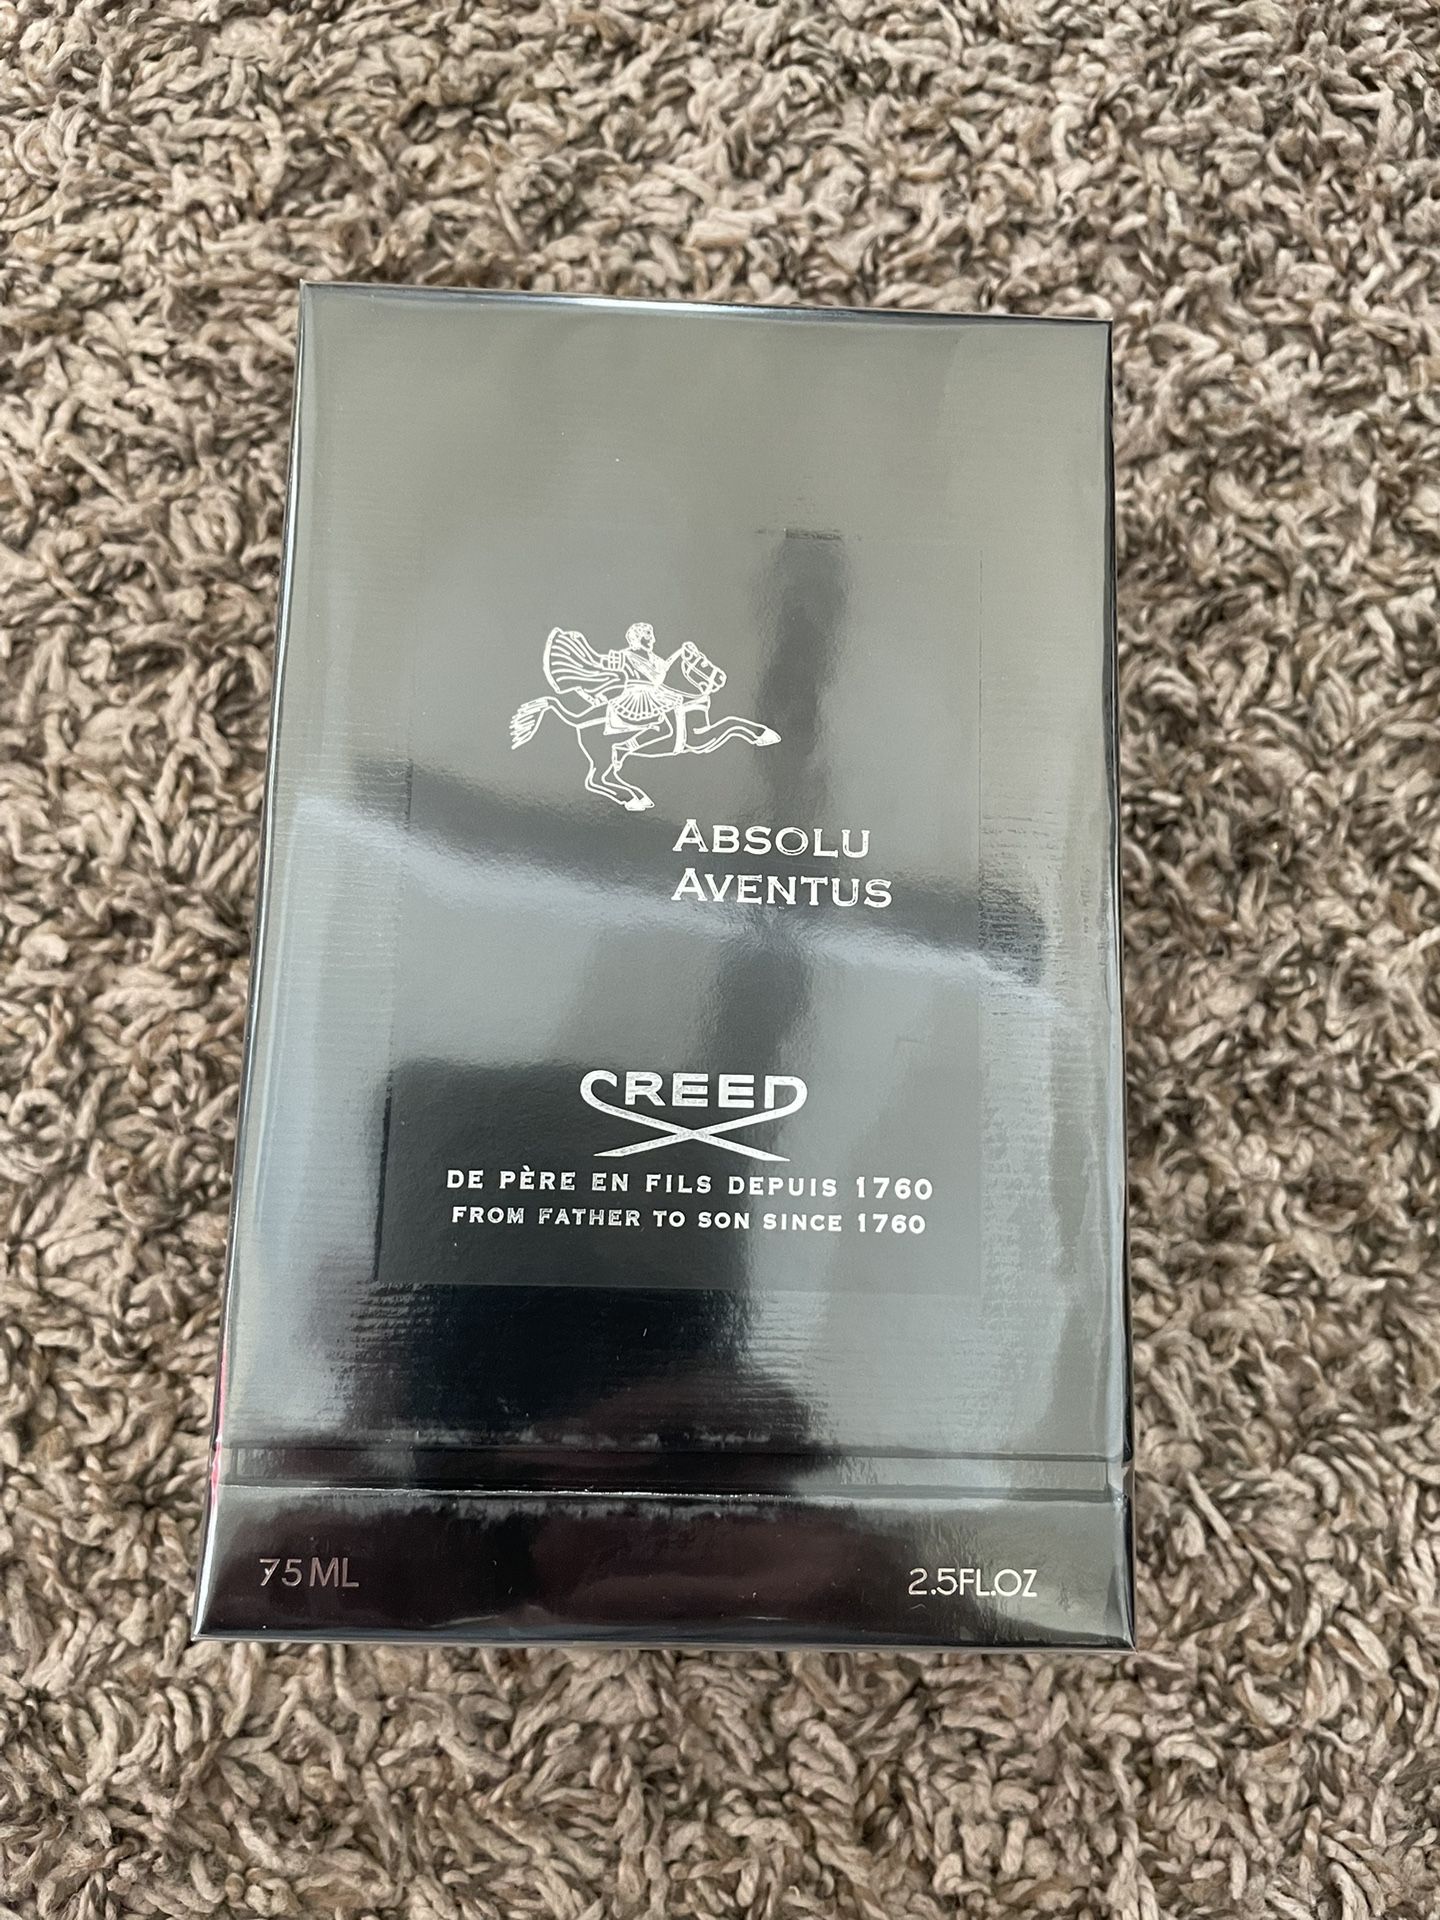 ABSOLU
AVENTUS
CREED
DE PÈRE EN FILS DEPUIS 1760
FROM FATHER TO SON SINCE 1760
75 ML
2.5FL.OZ